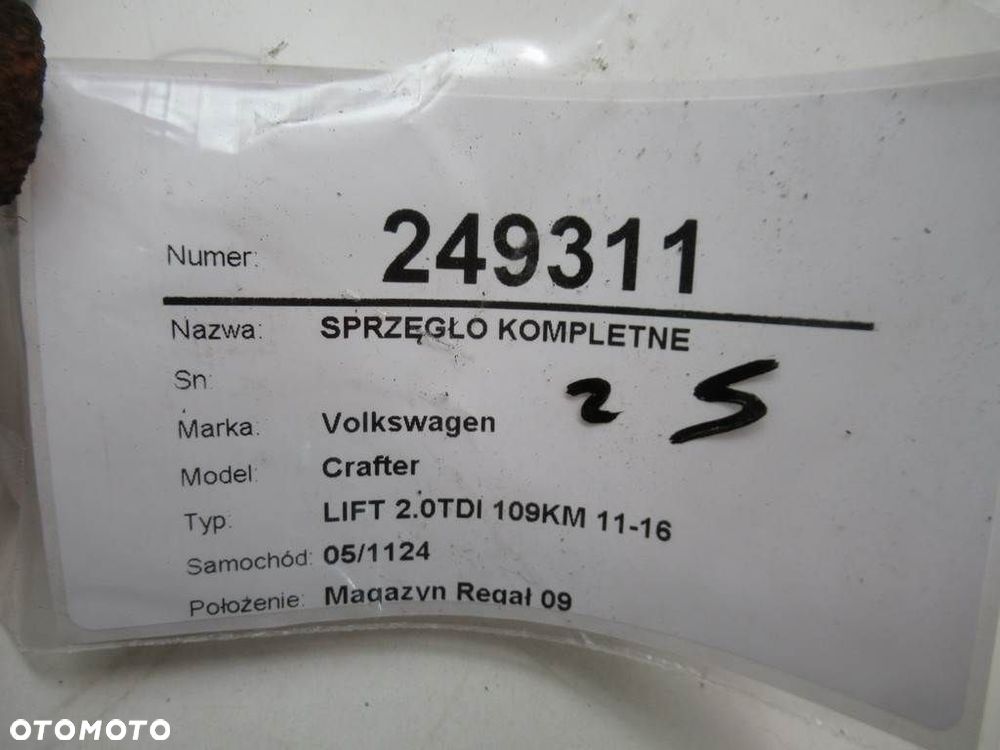 Numer: 249311
Nazwa: SPRZĘGŁO KOMPLETNE
Sn:
2 S
Marka: Volkswagen
Model: Crafter
Typ: LIFT 2.0TDI 109KM 11-16
Samochód: 05/1124
Położenie: Magazyn Regał 09
OTOMOTO